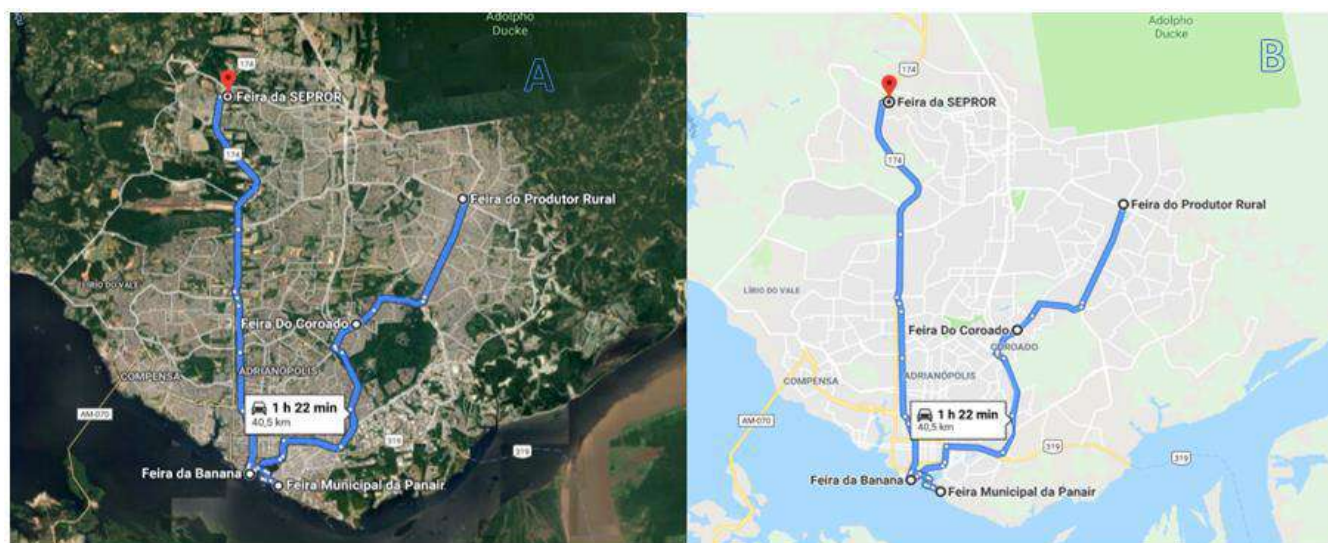 Adolpho
Ducke
A
174
Feira da SEPROR
174
Feira do Produtor Rural
LÍRIO DO VALE
Feira Do Coroado
COMPENSA
ADRIANÓPOLIS
1 h 22 min
40,5 km
AM-070
319
319
Feira da Banana
Feira Municipal da Panair
Adolpho
Ducke
B
174
Feira da SEPROR
174
Feira do Produtor Rural
LÍRIO DO VALE
Feira Do Coroado
COROADO
COMPENSA
ADRIANÓPOLIS
1 h 22 min
40,5 km
AM-070
319
319
Feira da Banana
Feira Municipal da Panair